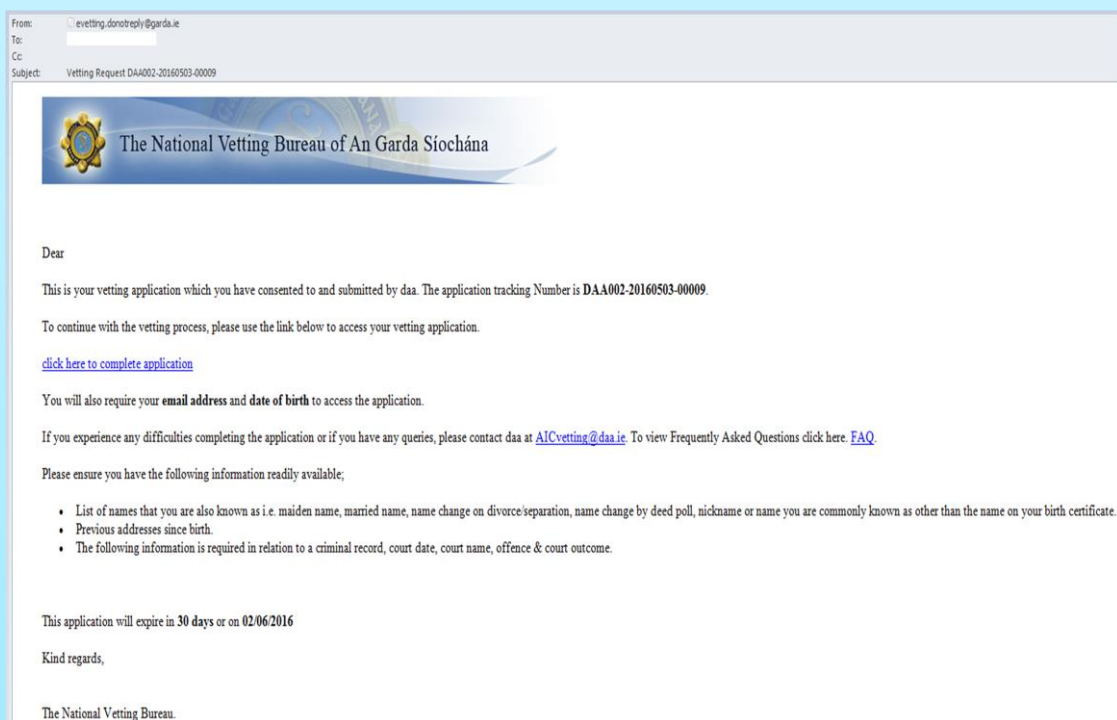 From: evetting.donotreply@garda.ie
To:
Cc:
Subject: Vetting Request DAA002-20160503-00009
The National Vetting Bureau of An Garda Síochána
Dear
This is your vetting application which you have consented to and submitted by daa. The application tracking Number is DAA002-20160503-00009.
To continue with the vetting process, please use the link below to access your vetting application.
click here to complete application
You will also require your email address and date of birth to access the application.
If you experience any difficulties completing the application or if you have any queries, please contact daa at AICvetting@daa.ie. To view Frequently Asked Questions click here. FAQ.
Please ensure you have the following information readily available;
• List of names that you are also known as i.e. maiden name, married name, name change on divorce/separation, name change by deed poll, nickname or name you are commonly known as other than the name on your birth certificate.
• Previous addresses since birth.
• The following information is required in relation to a criminal record, court date, court name, offence & court outcome.
This application will expire in 30 days or on 02/06/2016
Kind regards,
The National Vetting Bureau.